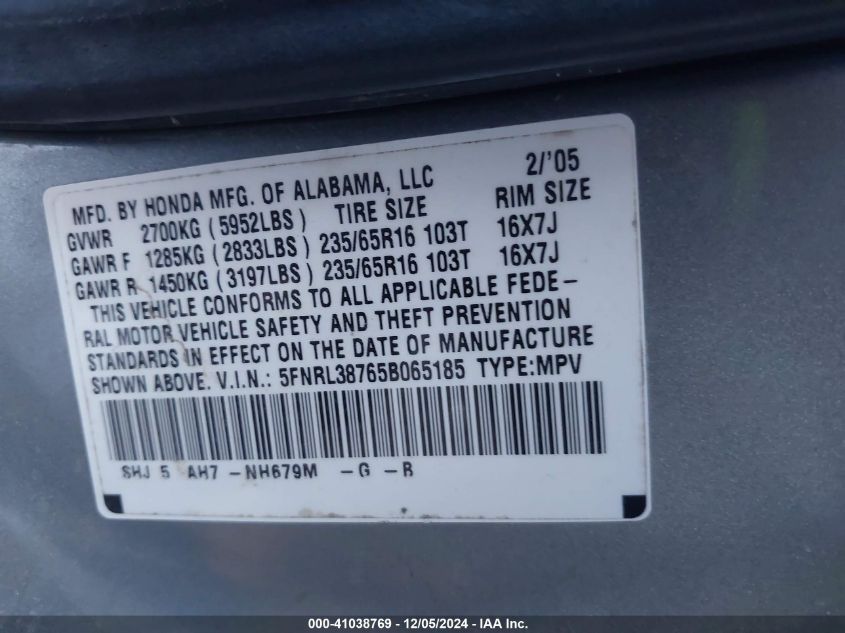 MFD. BY HONDA MFG. OF ALABAMA, LLC 2/'05
GVWR 2700KG (5952LBS) TIRE SIZE RIM SIZE
GAWR F 1285KG (2833LBS) 235/65R16 103T 16X7J
GAWR R 1450KG (3197LBS) 235/65R16 103T 16X7J
THIS VEHICLE CONFORMS TO ALL APPLICABLE FEDE-
RAL MOTOR VEHICLE SAFETY AND THEFT PREVENTION
STANDARDS IN EFFECT ON THE DATE OF MANUFACTURE
SHOWN ABOVE. V.I.N.: 5FNRL38765B065185 TYPE:MPV
SHJ 5 AH7 -NH679M -G -B
000-41038769 - 12/05/2024 - IAA Inc.